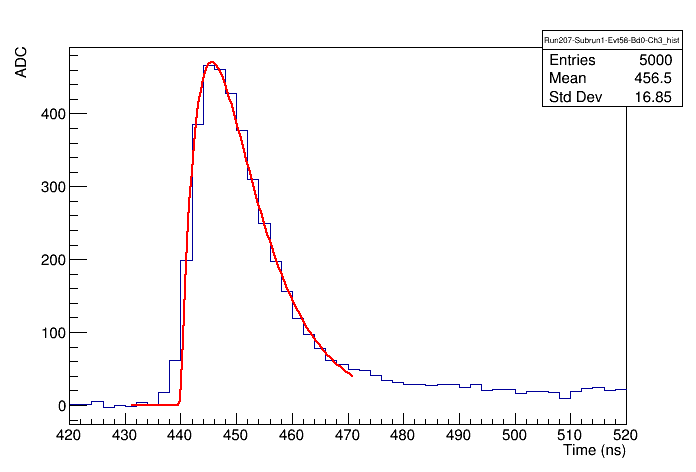 Run207-Subrun1-Evt56-Bd0-Ch3_hist
Entries 5000
Mean 456.5
Std Dev 16.85
ADC
400
300
200
100
0
420 430 440 450 460 470 480 490 500 510 520
Time (ns)